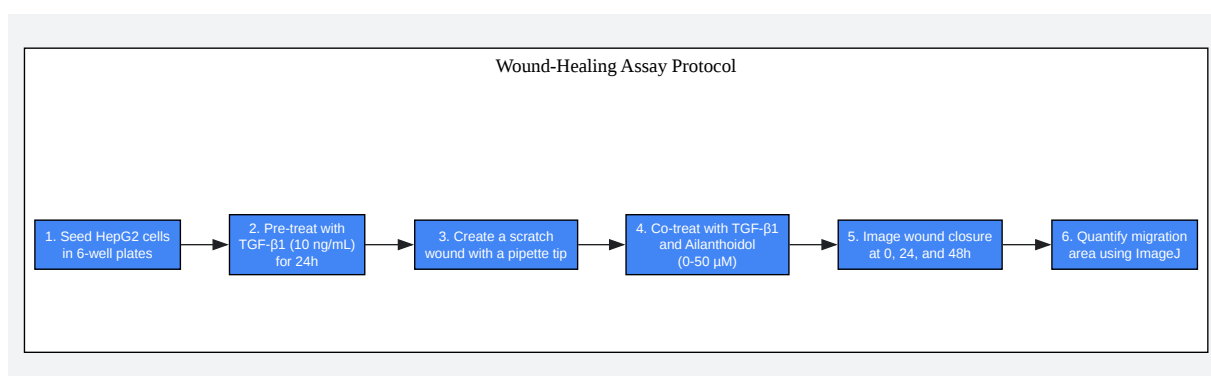 Wound-Healing Assay Protocol
1. Seed HepG2 cells
in 6-well plates
2. Pre-treat with
TGF-β1 (10 ng/mL)
for 24h
3. Create a scratch
wound with a pipette tip
4. Co-treat with TGF-β1
and Ailanthoidol
(0-50 µM)
5. Image wound closure
at 0, 24, and 48h
6. Quantify migration
area using ImageJ